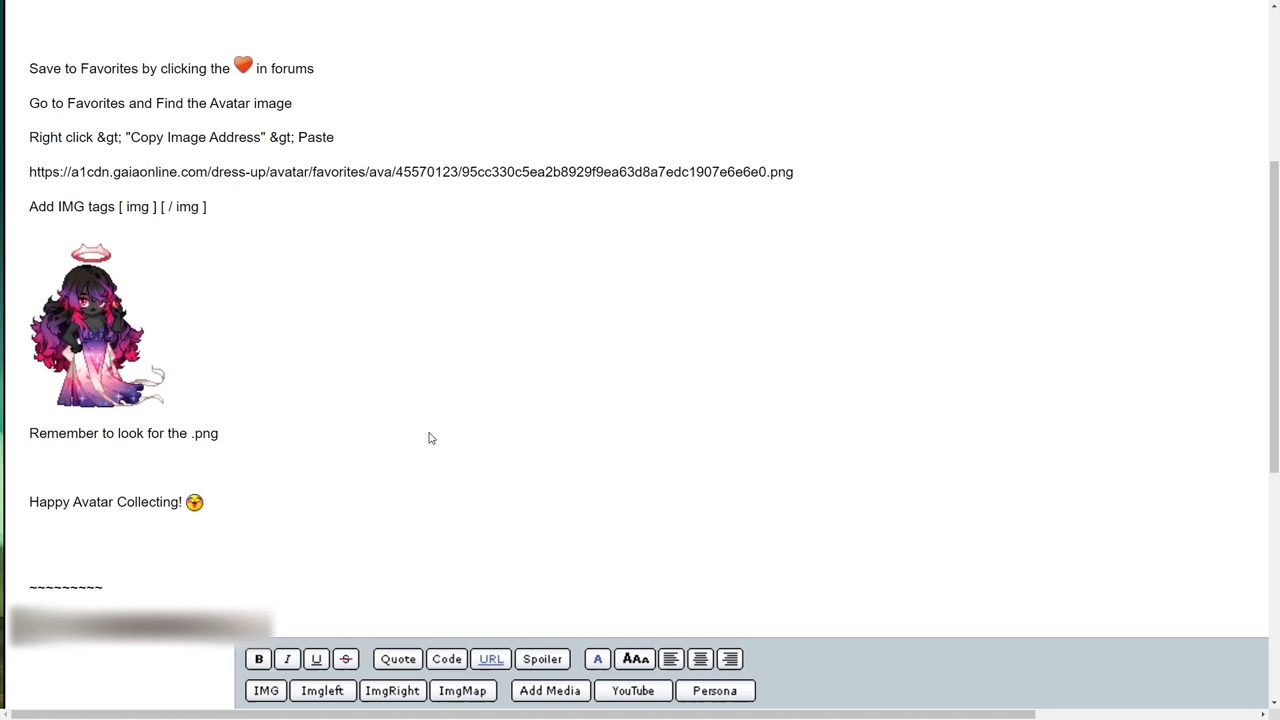 Save to Favorites by clicking the in forums
Go to Favorites and Find the Avatar image
Right click &gt; "Copy Image Address" &gt; Paste
https://a1cdn.gaiaonline.com/dress-up/avatar/favorites/ava/45570123/95cc330c5ea2b8929f9ea63d8a7edc1907e6e6e0.png
Add IMG tags [ img ] [ / img ]
Remember to look for the .png
Happy Avatar Collecting!
~~~~~~~~~
B I U S Quote Code URL Spoiler A AAA
IMG Imgleft ImgRight ImgMap Add Media YouTube Persona